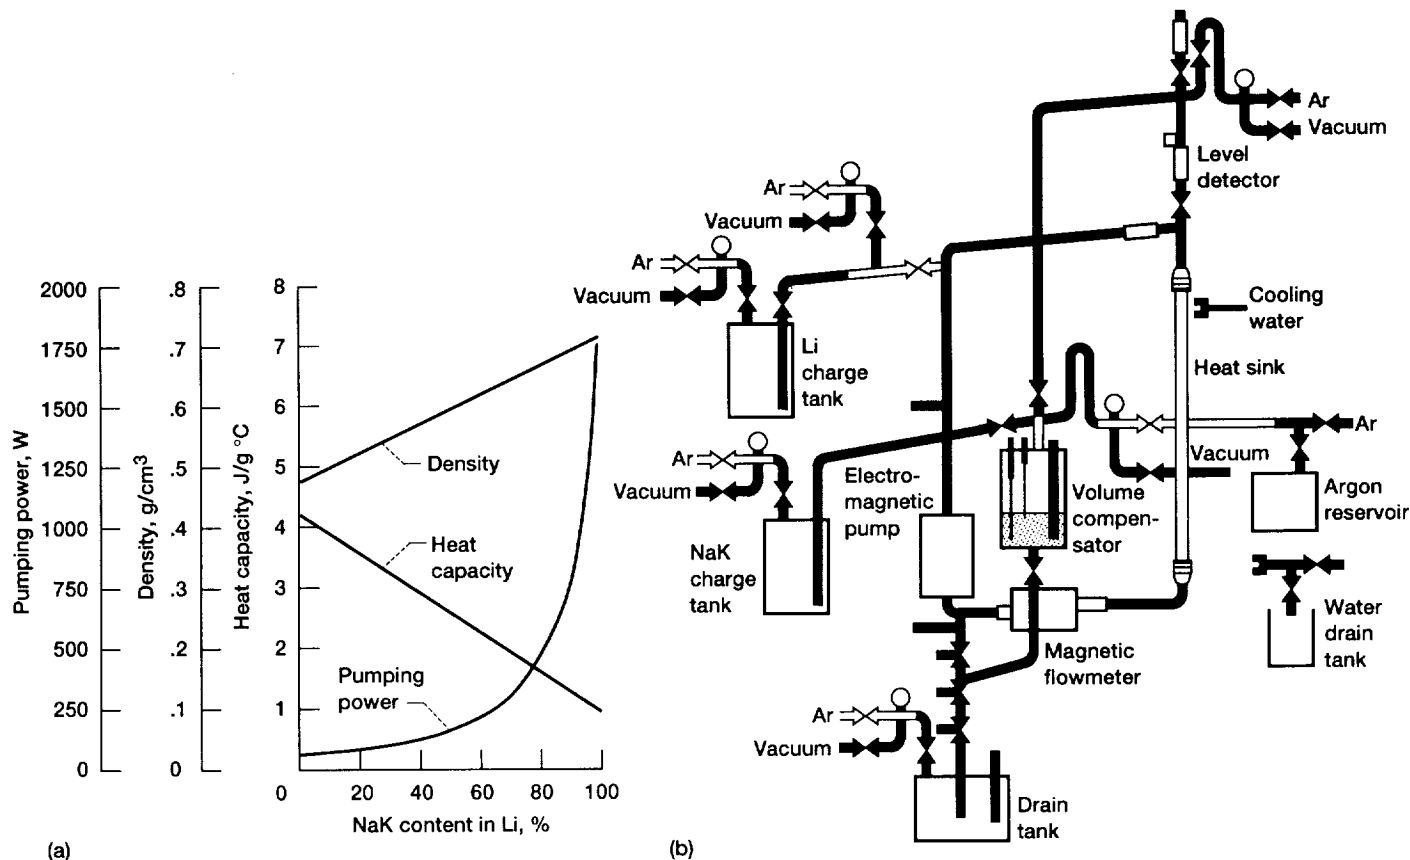 2000
1750
1500
1250
1000
750
500
250
0
Pumping power, W
.8
.7
.6
.5
.4
.3
.2
.1
0
Density, g/cm3
8
7
6
5
4
3
2
1
Heat capacity, J/g °C
Density
Heat
capacity
Pumping
power
0 20 40 60 80 100
NaK content in Li, %
(a)
Ar
Vacuum
Level
detector
Ar
Vacuum
Ar
Vacuum
Cooling
water
Li
charge
tank
Heat sink
Ar
Ar
Vacuum
Electro-
magnetic
pump
Volume
compen-
sator
Vacuum
Argon
reservoir
NaK
charge
tank
Water
drain
tank
Magnetic
flowmeter
Ar
Vacuum
Drain
tank
(b)